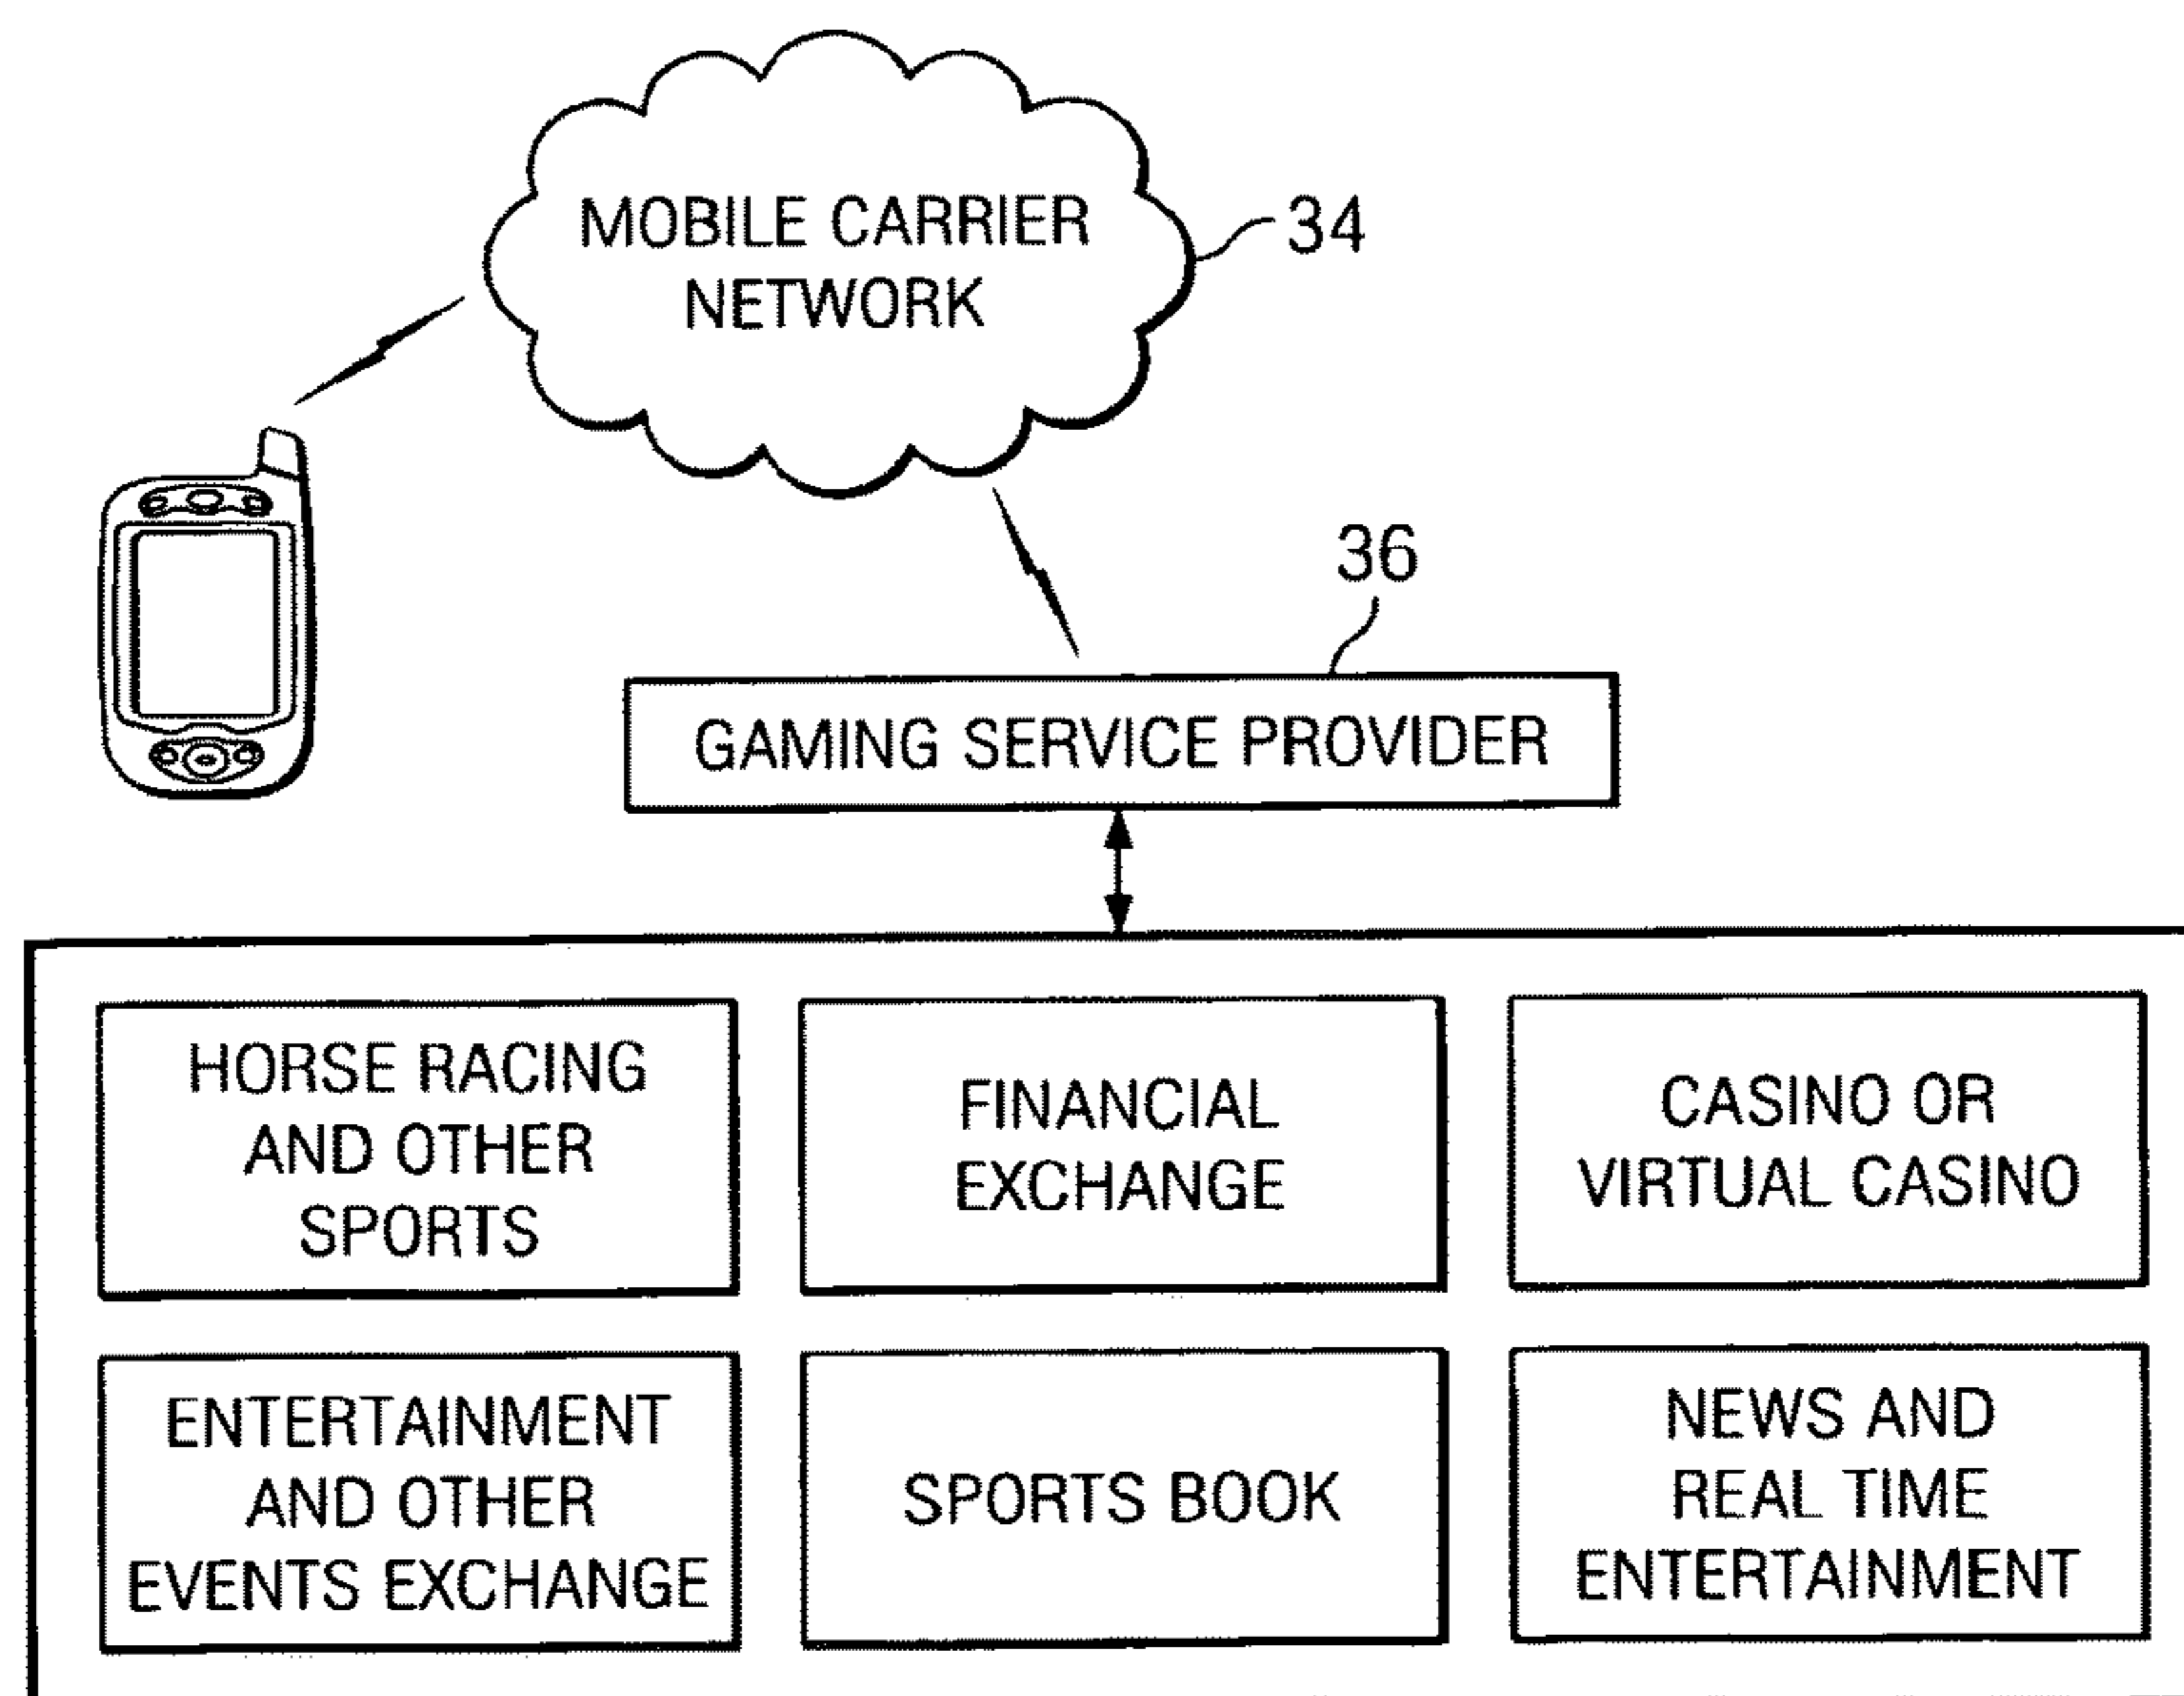 MOBILE CARRIER
NETWORK
34
36
GAMING SERVICE PROVIDER
HORSE RACING
AND OTHER
SPORTS
FINANCIAL
EXCHANGE
CASINO OR
VIRTUAL CASINO
ENTERTAINMENT
AND OTHER
EVENTS EXCHANGE
SPORTS BOOK
NEWS AND
REAL TIME
ENTERTAINMENT